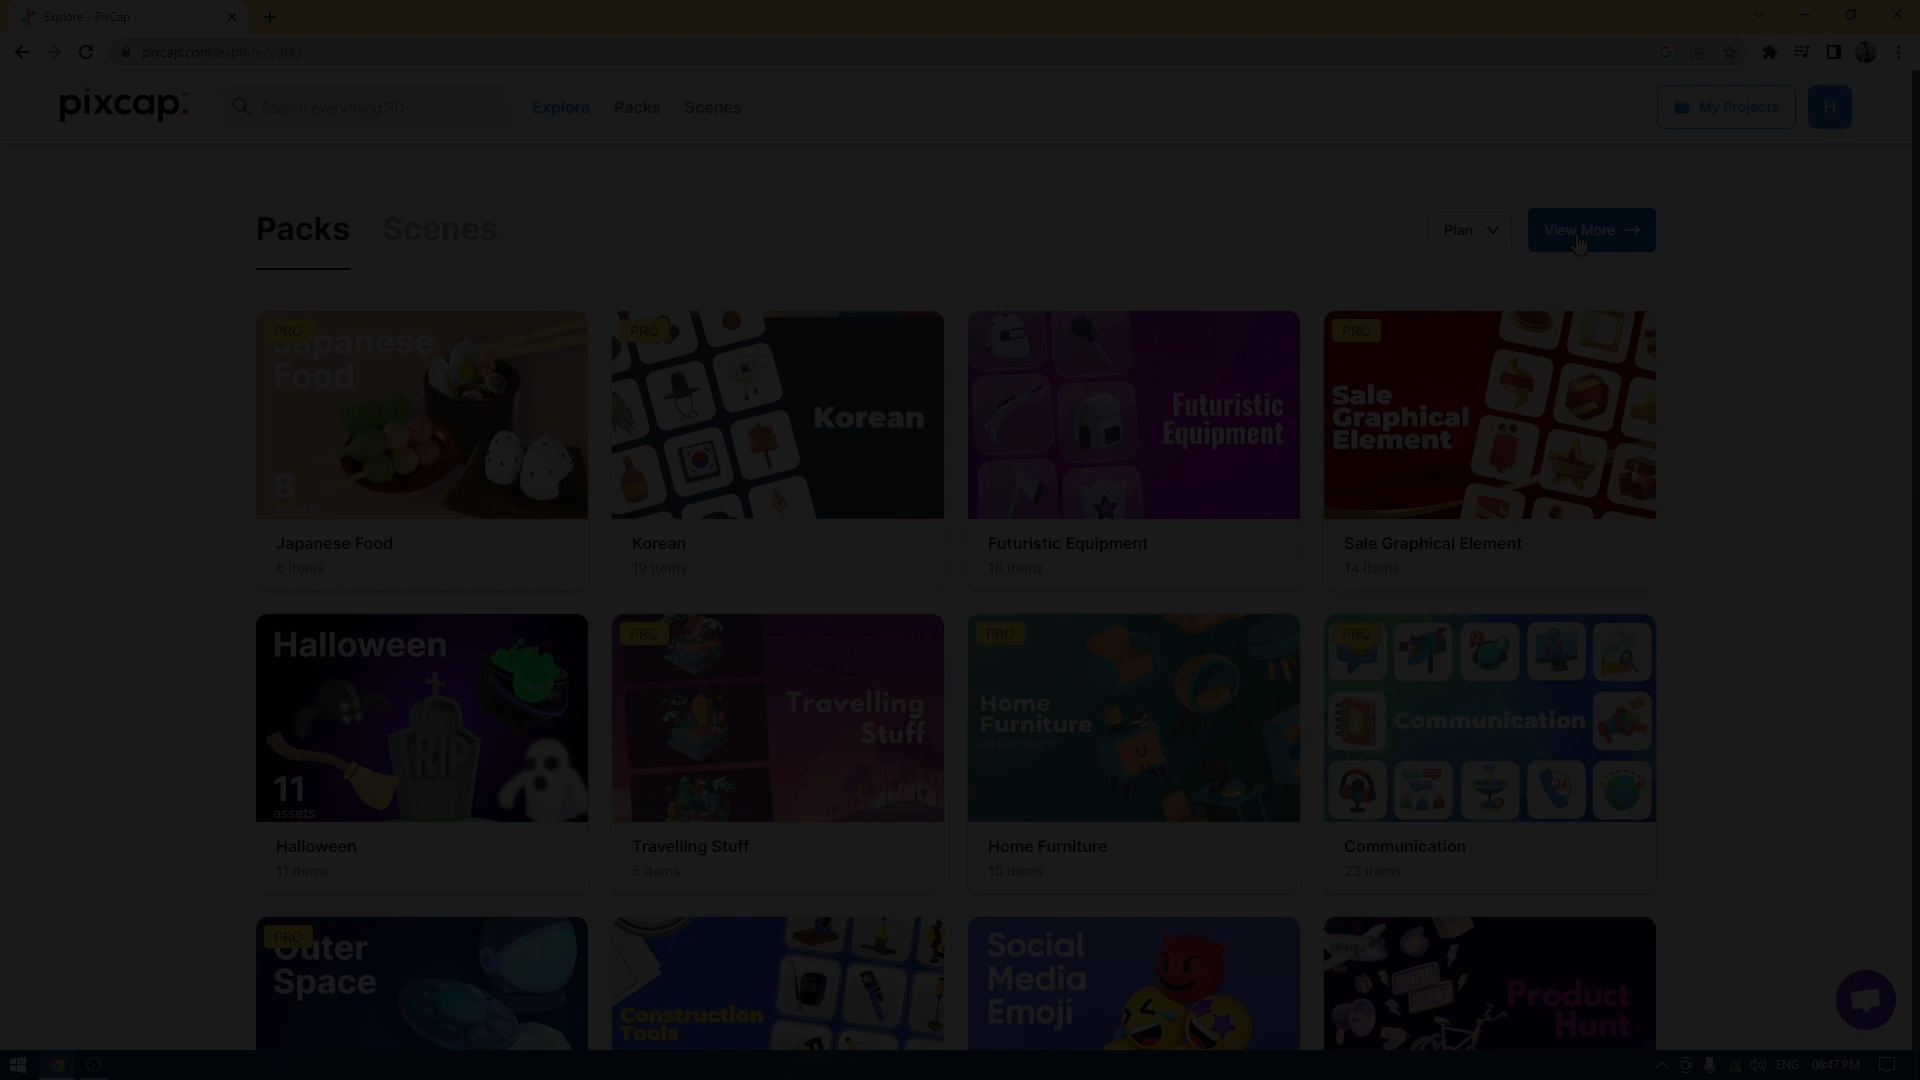 Explore - PixCap
pixcap.com/explore/packs
pixcap:
Search everything 3D
Explore
Packs
Scenes
My Projects
H
Packs
Scenes
Plan
View More
PRO
Japanese
Food
8
assets
PRO
Korean
Futuristic
Equipment
PRO
Sale
Graphical
Element
Japanese Food
8 items
Korean
19 items
Futuristic Equipment
16 items
Sale Graphical Element
14 items
Halloween
RIP
11
assets
PRO
Travelling
Stuff
PRO
Home
Furniture
PRO
Communication
24
Halloween
11 items
Travelling Stuff
5 items
Home Furniture
10 items
Communication
23 items
PRO
Outer
Space
Construction
Tools
Social
Media
Emoji
Product
Hunt
ENG
06:47 PM